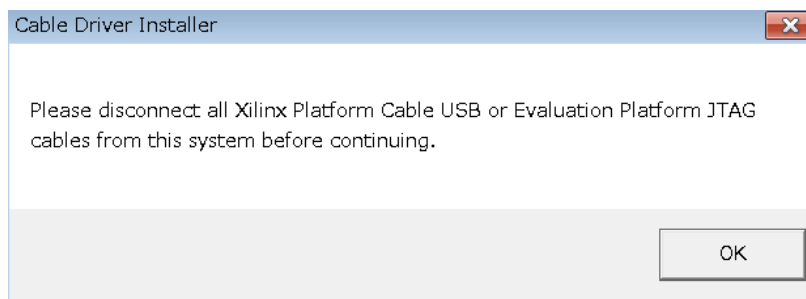 Cable Driver Installer
Please disconnect all Xilinx Platform Cable USB or Evaluation Platform JTAG
cables from this system before continuing.
OK